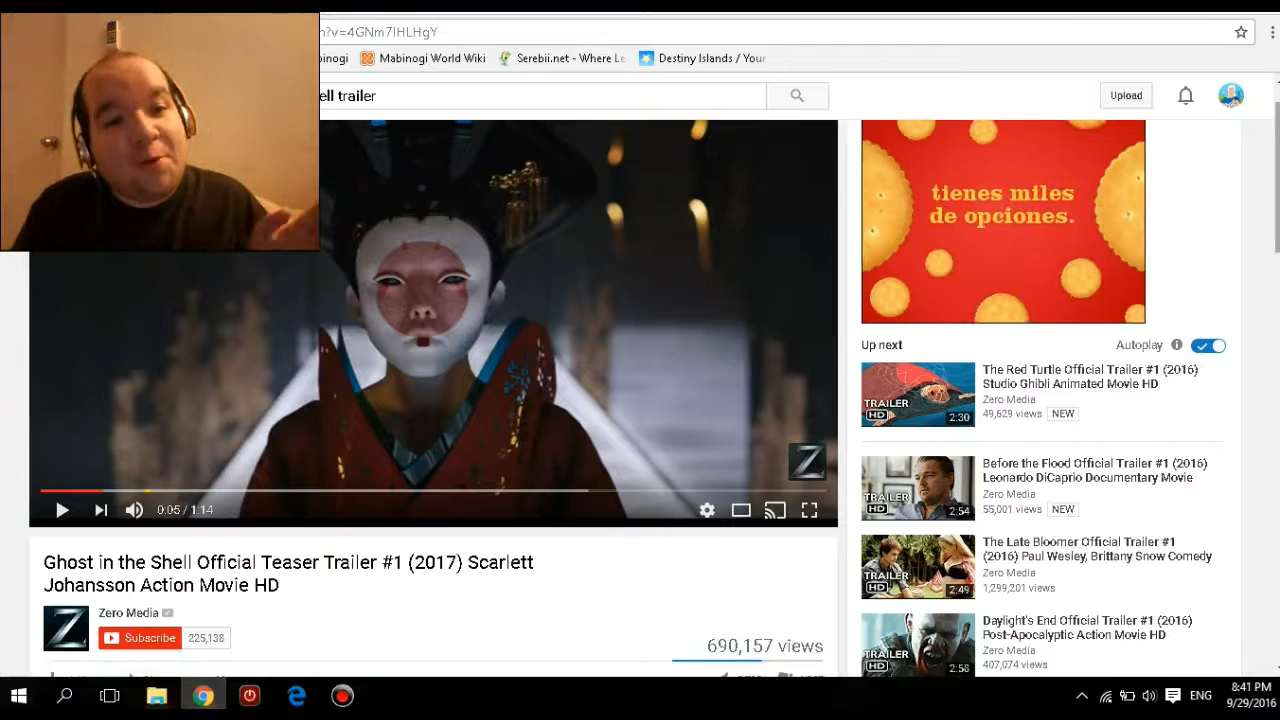 n?v=4GNm7IHLHgY
binogi
Mabinogi World Wiki
Serebii.net - Where Le
Destiny Islands / Your
ell trailer
Upload
tienes miles
de opciones.
Up next
Autoplay
The Red Turtle Official Trailer #1 (2016)
Studio Ghibli Animated Movie HD
Zero Media
49,629 views NEW
TRAILER
HD
2:30
Before the Flood Official Trailer #1 (2016)
Leonardo DiCaprio Documentary Movie
Zero Media
55,001 views NEW
TRAILER
HD
2:54
The Late Bloomer Official Trailer #1
(2016) Paul Wesley, Brittany Snow Comedy
Zero Media
1,299,201 views
TRAILER
HD
2:49
Daylight's End Official Trailer #1 (2016)
Post-Apocalyptic Action Movie HD
Zero Media
407,074 views
TRAILER
HD
2:58
Z
0:05 / 1:14
Ghost in the Shell Official Teaser Trailer #1 (2017) Scarlett
Johansson Action Movie HD
Z
Zero Media
Subscribe 225,138
690,157 views
ENG
8:41 PM
9/29/2016